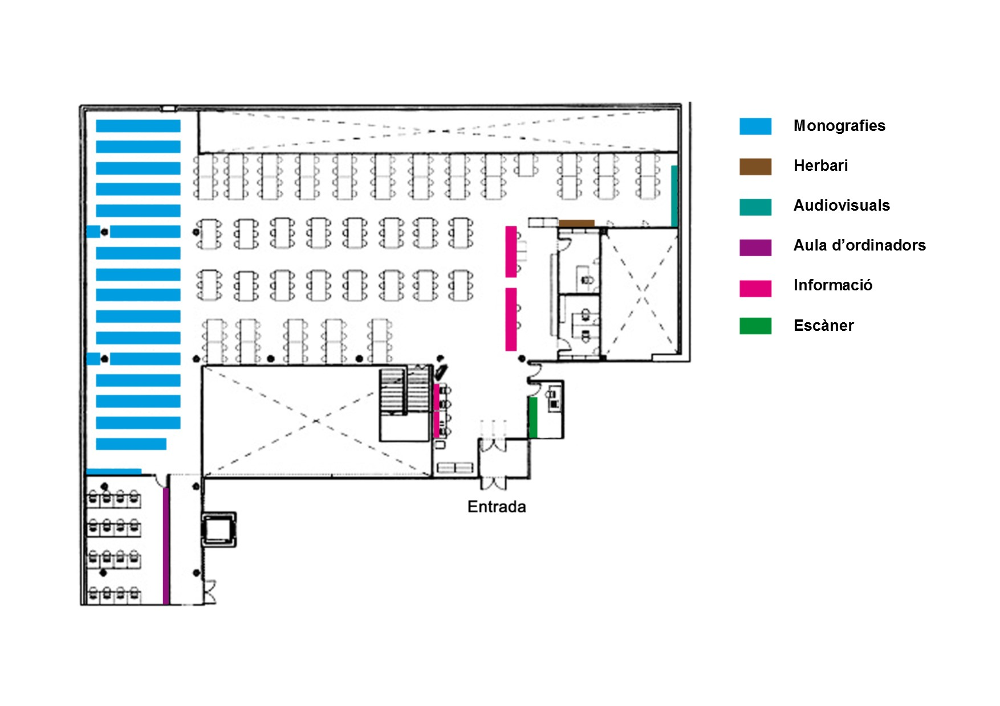 Monografies
Herbari
Audiovisuals
Aula d’ordinadors
Informació
Escàner
Entrada